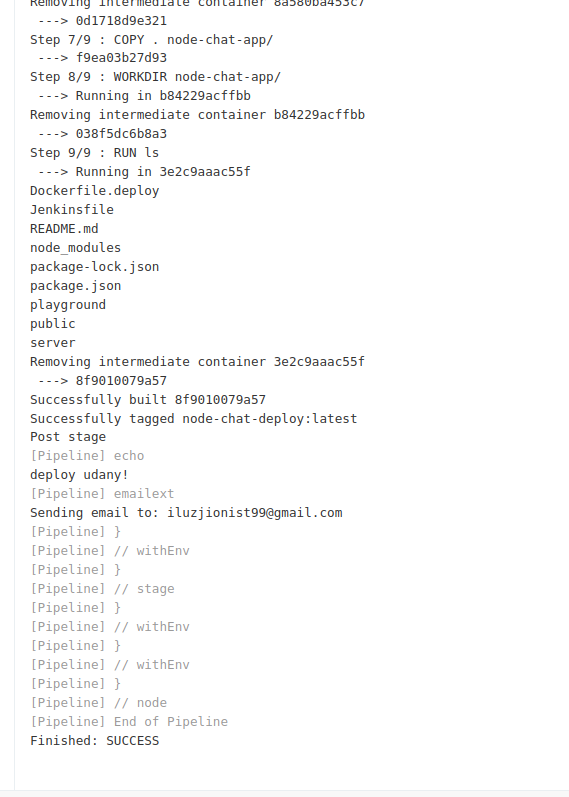 Removing intermediate container 8a580ba453c7
---> 0d1718d9e321
Step 7/9 : COPY . node-chat-app/
---> f9ea03b27d93
Step 8/9 : WORKDIR node-chat-app/
---> Running in b84229acffbb
Removing intermediate container b84229acffbb
---> 038f5dc6b8a3
Step 9/9 : RUN ls
---> Running in 3e2c9aaac55f
Dockerfile.deploy
Jenkinsfile
README.md
node_modules
package-lock.json
package.json
playground
public
server
Removing intermediate container 3e2c9aaac55f
---> 8f9010079a57
Successfully built 8f9010079a57
Successfully tagged node-chat-deploy:latest
Post stage
[Pipeline] echo
deploy udany!
[Pipeline] emailext
Sending email to: iluzjionist99@gmail.com
[Pipeline] }
[Pipeline] // withEnv
[Pipeline] }
[Pipeline] // stage
[Pipeline] }
[Pipeline] // withEnv
[Pipeline] }
[Pipeline] // withEnv
[Pipeline] }
[Pipeline] // node
[Pipeline] End of Pipeline
Finished: SUCCESS